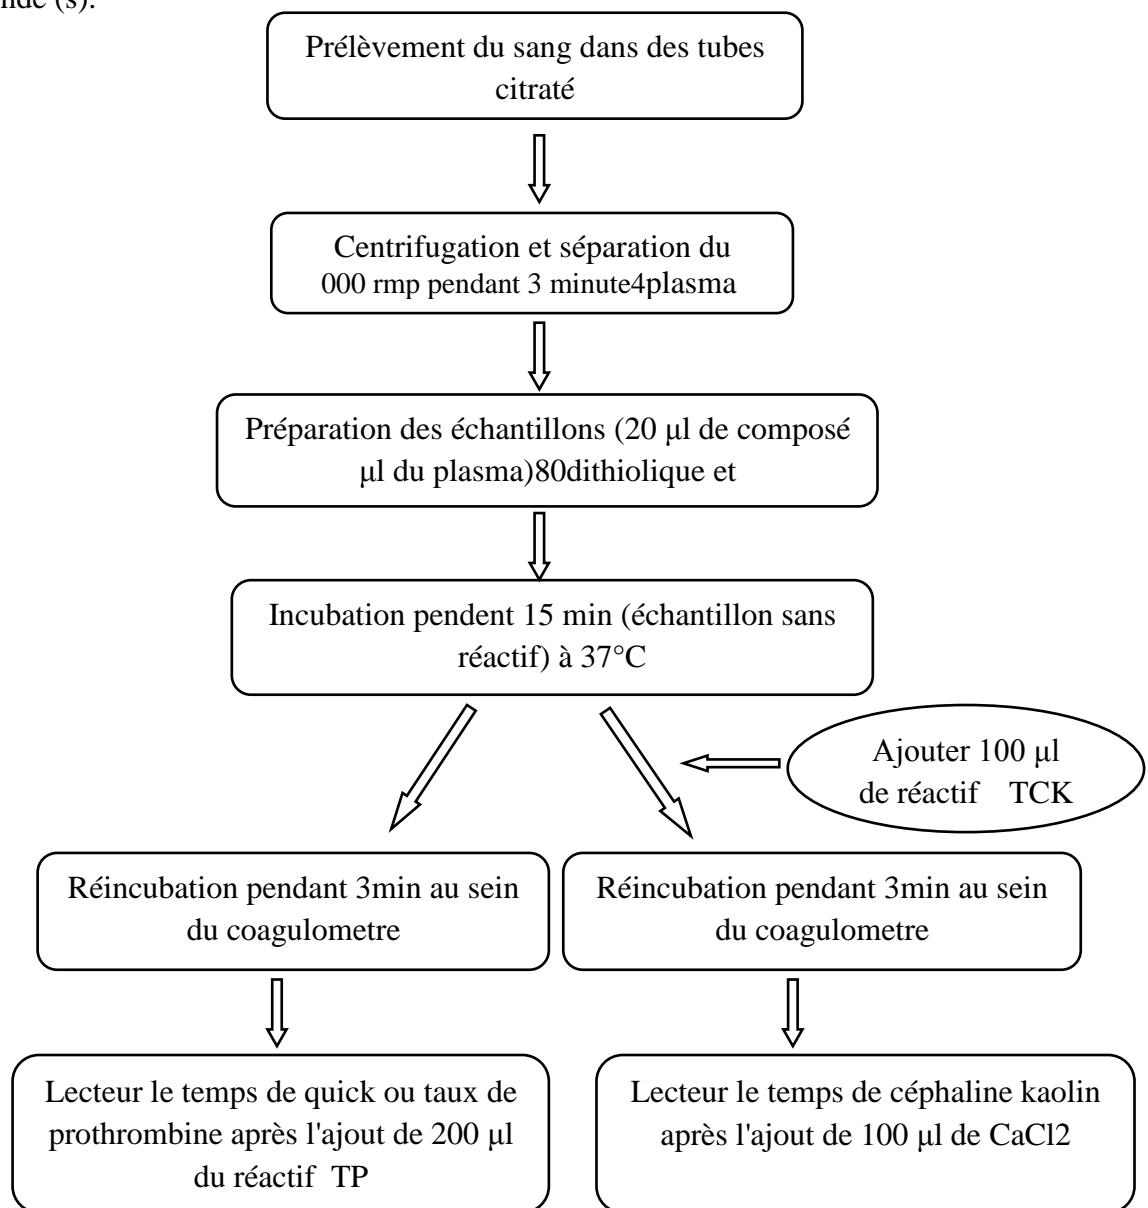 nde (s).
Prélèvement du sang dans des tubes
citraté
Centrifugation et séparation du
000 rmp pendant 3 minute4plasma
Préparation des échantillons (20 µl de composé
µl du plasma)80dithiolique et
Incubation pendent 15 min (échantillon sans
réactif) à 37°C
Ajouter 100 µl
de réactif TCK
Réincubation pendant 3min au sein
du coagulometre
Réincubation pendant 3min au sein
du coagulometre
Lecteur le temps de quick ou taux de
prothrombine après l'ajout de 200 µl
du réactif TP
Lecteur le temps de céphaline kaolin
après l'ajout de 100 µl de CaCl2